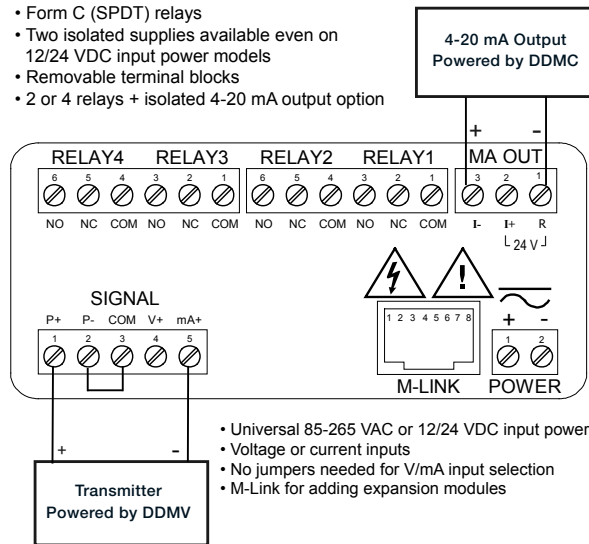 • Form C (SPDT) relays
• Two isolated supplies available even on
12/24 VDC input power models
• Removable terminal blocks
• 2 or 4 relays + isolated 4-20 mA output option
4-20 mA Output
Powered by DDMC
+ -
RELAY4 RELAY3 RELAY2 RELAY1 MA OUT
6 5 4 3 2 1 6 5 4 3 2 1 3 2 1
NO NC COM NO NC COM NO NC COM NO NC COM I- I+ R
24 V
SIGNAL
P+ P- COM V+ mA+
1 2 3 4 5
1 2 3 4 5 6 7 8
M-LINK
+ -
1 2
POWER
+ -
Transmitter
Powered by DDMV
• Universal 85-265 VAC or 12/24 VDC input power
• Voltage or current inputs
• No jumpers needed for V/mA input selection
• M-Link for adding expansion modules